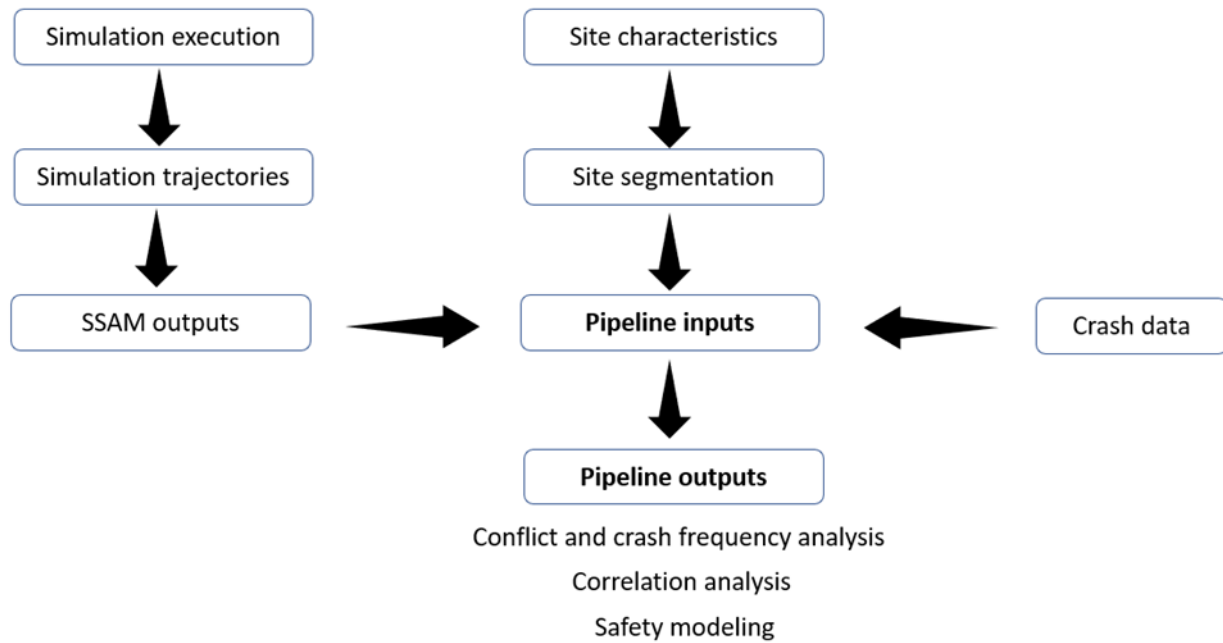 Simulation execution
Site characteristics
Simulation trajectories
Site segmentation
SSAM outputs
Pipeline inputs
Crash data
Pipeline outputs
Conflict and crash frequency analysis
Correlation analysis
Safety modeling